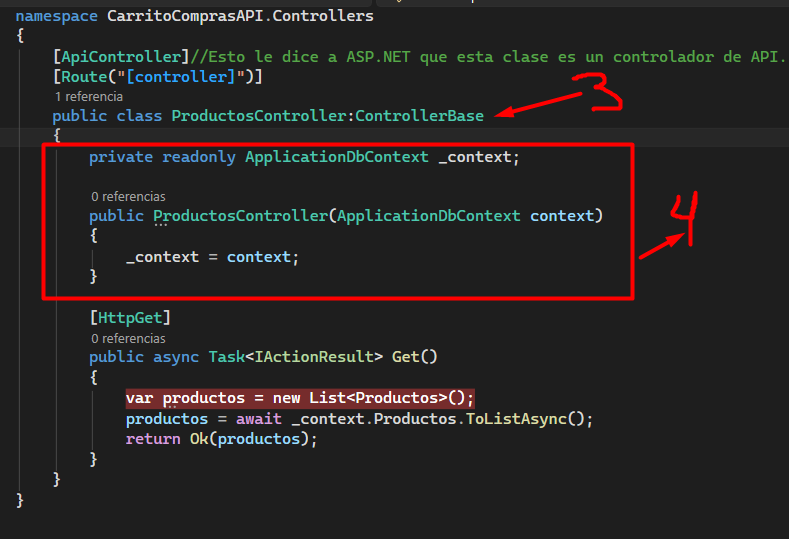 namespace CarritoComprasAPI.Controllers
{
[ApiController]//Esto le dice a ASP.NET que esta clase es un controlador de API.
[Route("[controller]")]
1 referencia
public class ProductosController:ControllerBase
3
{
private readonly ApplicationDbContext _context;
0 referencias
public ProductosController(ApplicationDbContext context)
4
{
_context = context;
}
[HttpGet]
0 referencias
public async Task<IActionResult> Get()
{
var productos = new List<Productos>();
productos = await _context.Productos.ToListAsync();
return Ok(productos);
}
}
}